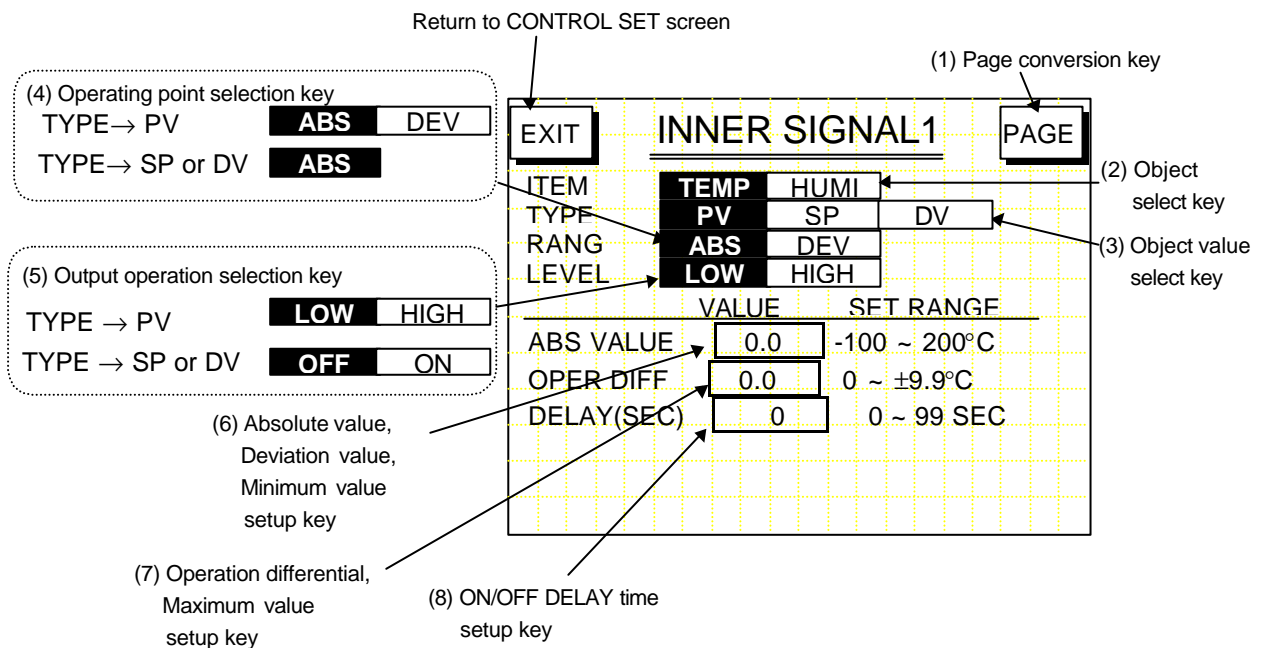 Return to CONTROL SET screen
(1) Page conversion key
(4) Operating point selection key
TYPE→ PV ABS DEV
TYPE→ SP or DV ABS
EXIT INNER SIGNAL1 PAGE
ITEM TEMP HUMI
TYPE PV SP DV
RANG ABS DEV
LEVEL LOW HIGH
(2) Object
select key
(3) Object value
select key
(5) Output operation selection key
TYPE → PV LOW HIGH
TYPE → SP or DV OFF ON
VALUE SET RANGE
ABS VALUE 0.0 -100 ~ 200°C
OPER DIFF 0.0 0 ~ ±9.9°C
DELAY(SEC) 0 0 ~ 99 SEC
(6) Absolute value,
Deviation value,
Minimum value
setup key
(7) Operation differential,
Maximum value
setup key
(8) ON/OFF DELAY time
setup key